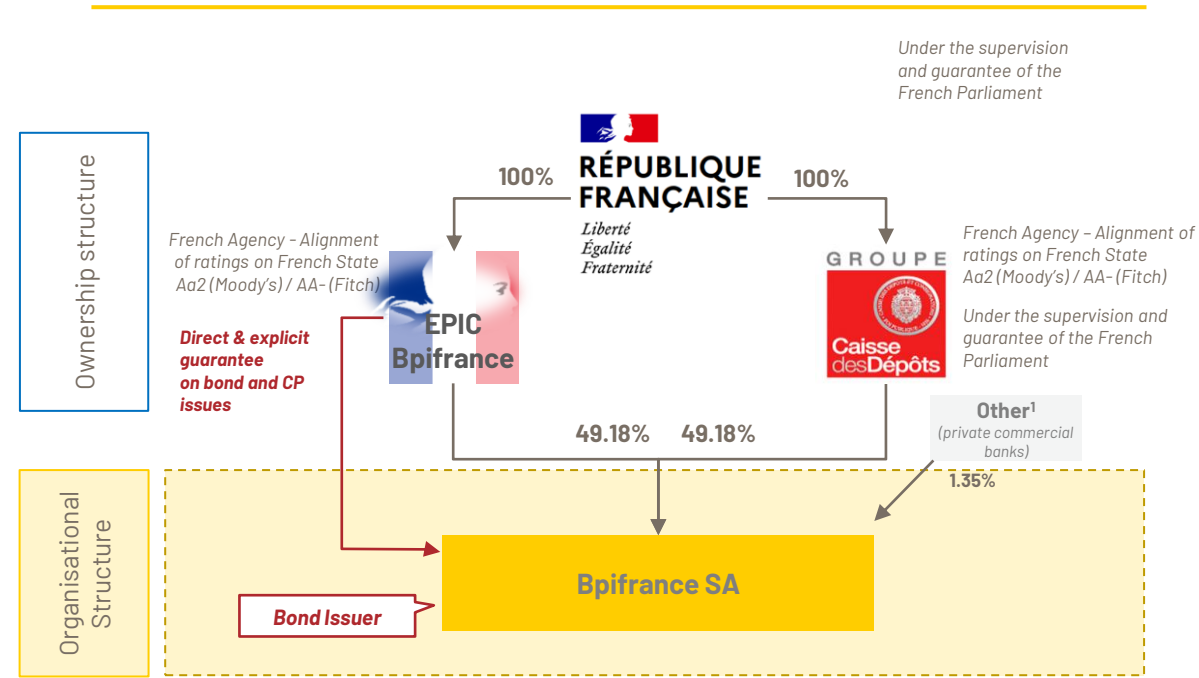 Under the supervision
and guarantee of the
French Parliament
Ownership structure
RÉPUBLIQUE
FRANÇAISE
Liberté
Égalité
Fraternité
100%
100%
French Agency - Alignment
of ratings on French State
Aa2 (Moody's) / AA- (Fitch)
EPIC
Bpifrance
GROUPE
Caisse
desDépôts
French Agency – Alignment of
ratings on French State
Aa2 (Moody's) / AA- (Fitch)
Under the supervision and
guarantee of the French
Parliament
Direct & explicit
guarantee
on bond and CP
issues
49.18%
49.18%
Other¹
(private commercial
banks)
1.35%
Organisational
Structure
Bpifrance SA
Bond Issuer